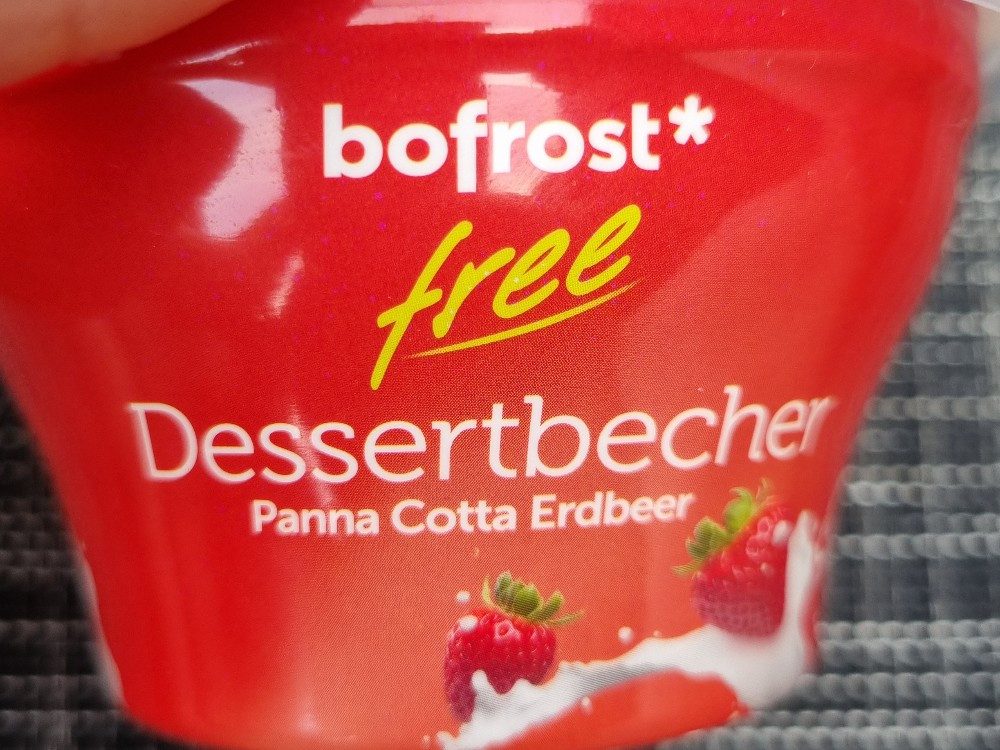 bofrost*
free
Dessertbecher
Panna Cotta Erdbeer